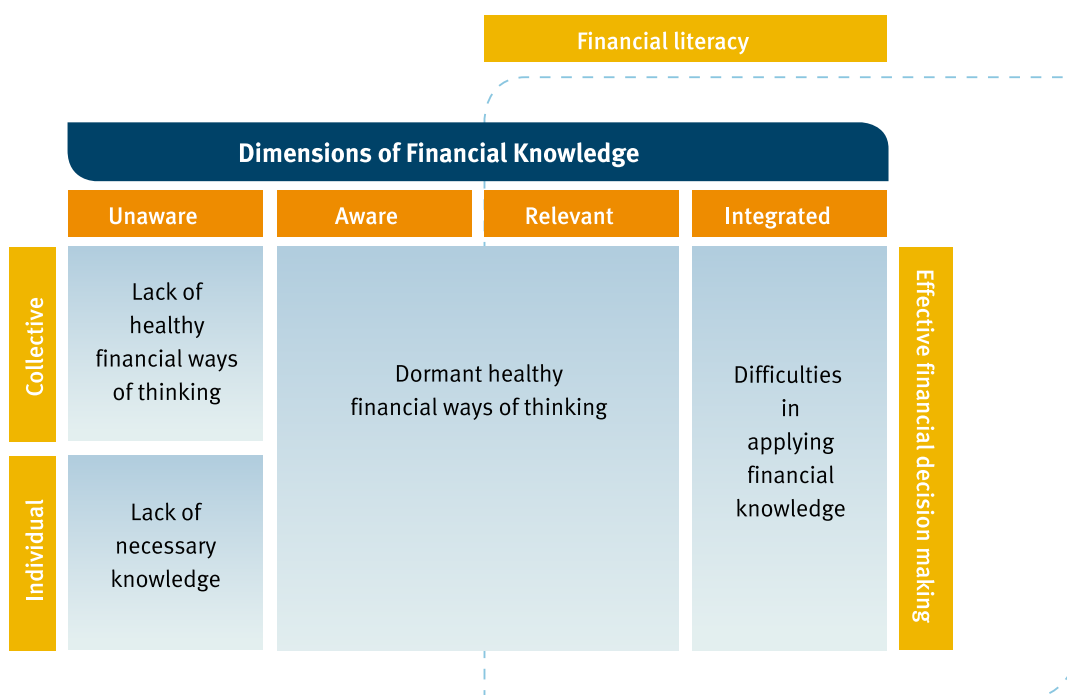 Financial literacy
Dimensions of Financial Knowledge
Unaware
Aware
Relevant
Integrated
Collective
Lack of
healthy
financial ways
of thinking
Dormant healthy
financial ways of thinking
Difficulties
in
applying
financial
knowledge
Effective financial decision making
Individual
Lack of
necessary
knowledge